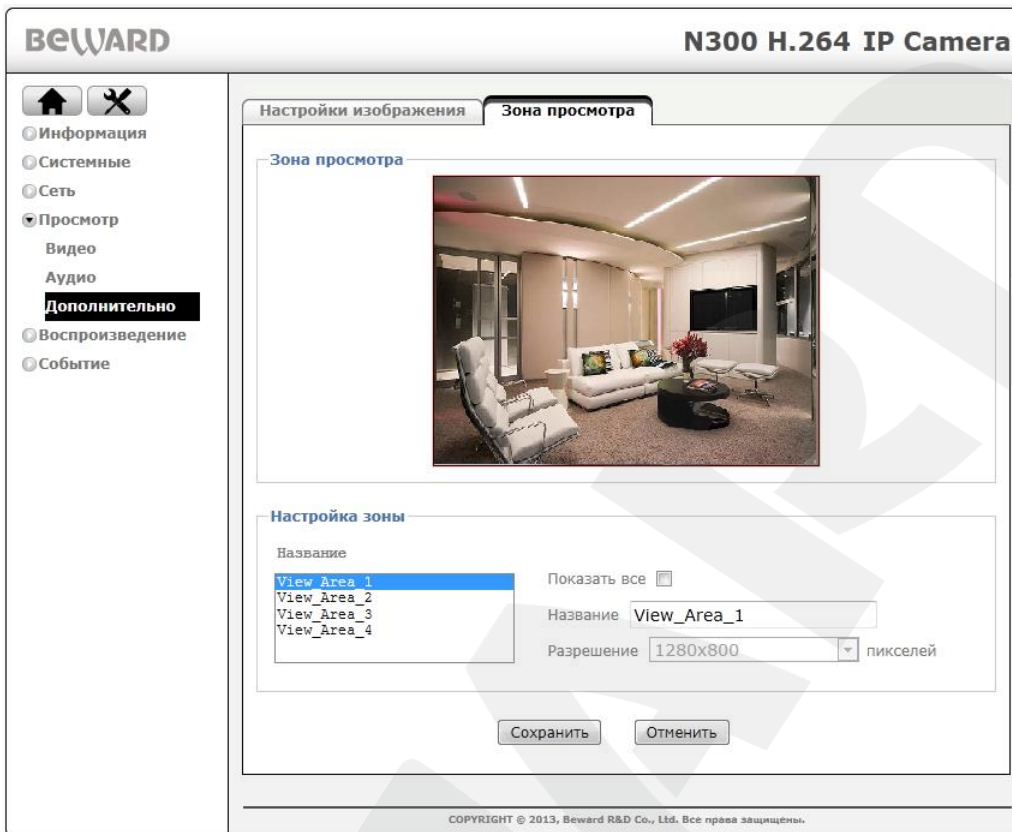 BEWARD
N300 H.264 IP Camera
Информация
Системные
Сеть
Просмотр
Видео
Аудио
Дополнительно
Воспроизведение
Событие
Настройки изображения
Зона просмотра
Зона просмотра
Настройка зоны
Название
View_Area_1
View_Area_2
View_Area_3
View_Area_4
Показать все
Название View_Area_1
Разрешение 1280x800 пикселей
Сохранить Отменить
COPYRIGHT © 2013, Beward R&D Co., Ltd. Все права защищены.